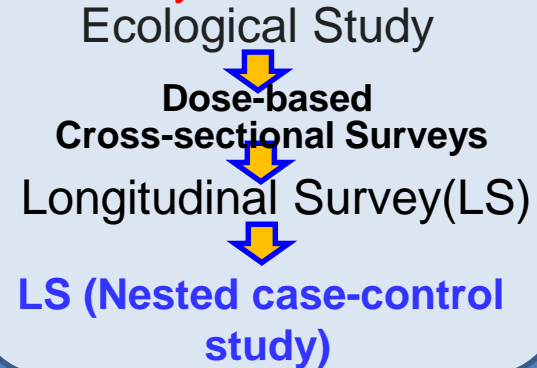 Ecological Study
Dose-based
Cross-sectional Surveys
Longitudinal Survey(LS)
LS (Nested case-control
study)